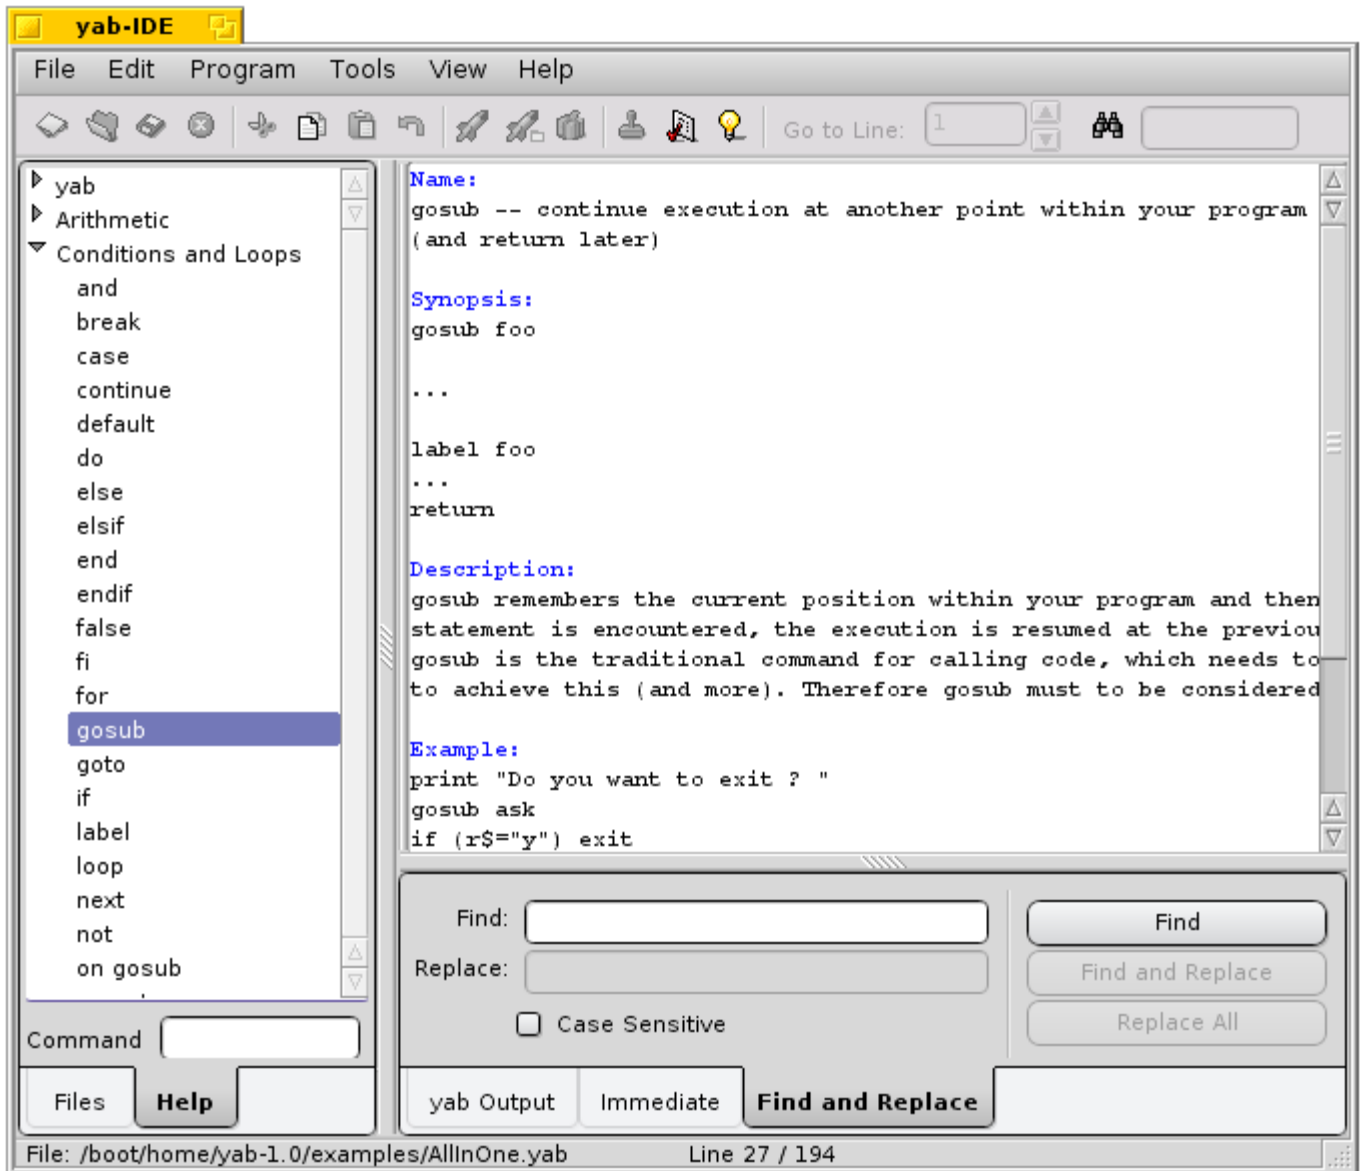 yab-IDE
File Edit Program Tools View Help
Go to Line: 1
yab
Arithmetic
Conditions and Loops
and
break
case
continue
default
do
else
elsif
end
endif
false
fi
for
gosub
goto
if
label
loop
next
not
on gosub
Command
Files Help
Name:
gosub -- continue execution at another point within your program
(and return later)
Synopsis:
gosub foo
...
label foo
...
return
Description:
gosub remembers the current position within your program and then
statement is encountered, the execution is resumed at the previou
gosub is the traditional command for calling code, which needs to
to achieve this (and more). Therefore gosub must to be considered
Example:
print "Do you want to exit ? "
gosub ask
if (r$="y") exit
Find: Find
Replace: Find and Replace
Case Sensitive Replace All
yab Output Immediate Find and Replace
File: /boot/home/yab-1.0/examples/AllInOne.yab Line 27 / 194